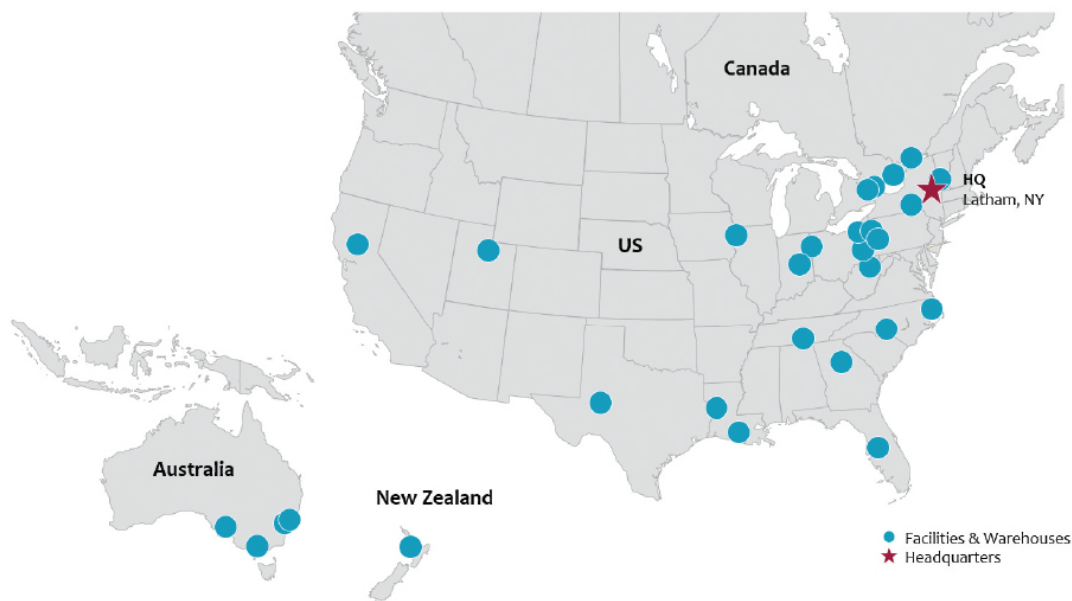 Canada
HQ
Latham, NY
US
Australia
New Zealand
Facilities & Warehouses
Headquarters